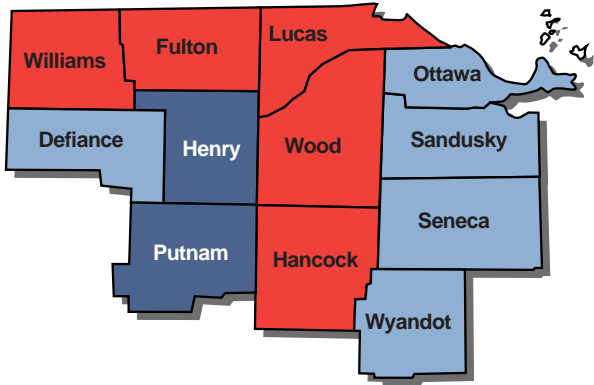 Williams
Fulton
Lucas
Ottawa
Defiance
Henry
Wood
Sandusky
Seneca
Putnam
Hancock
Wyandot